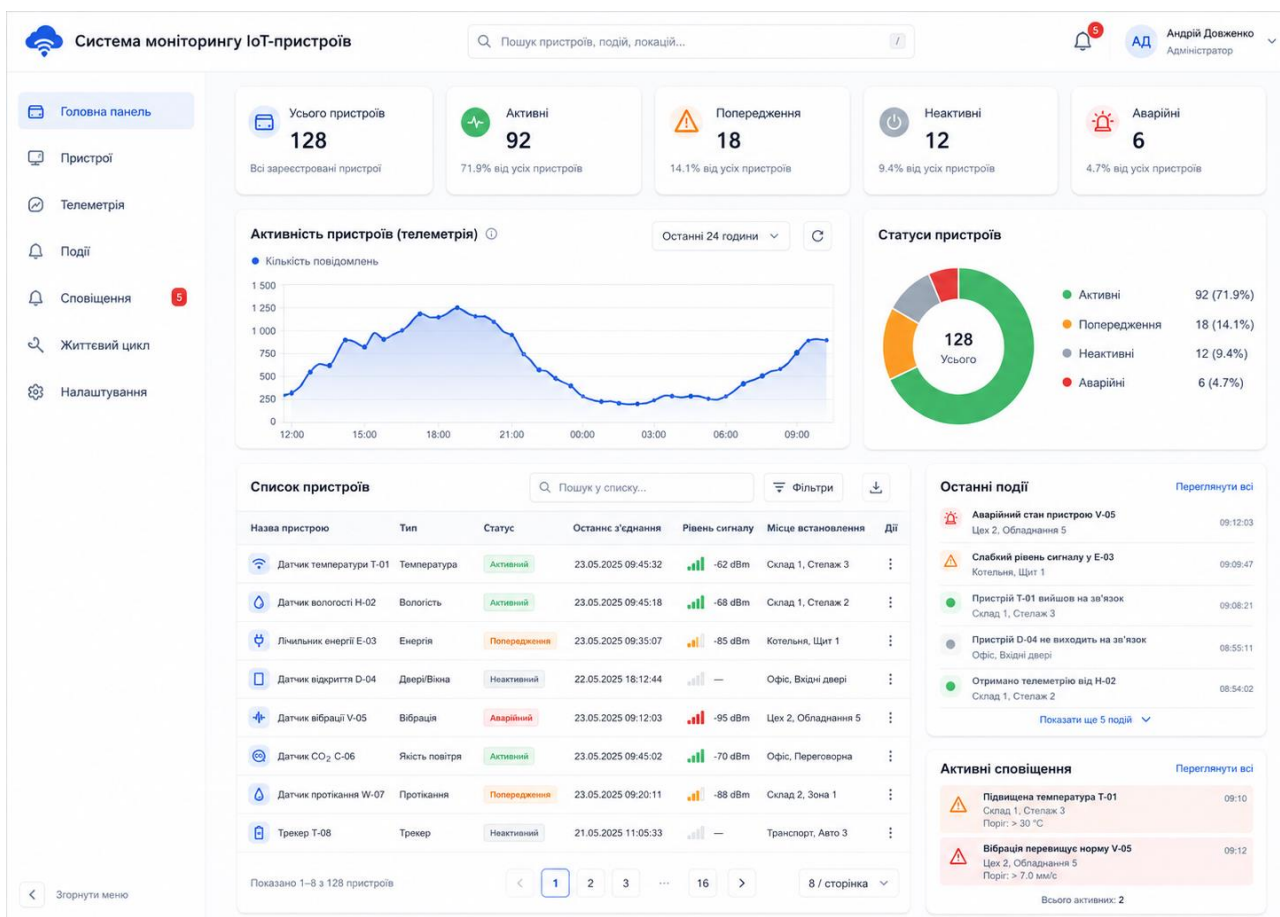 Система моніторингу IoT-пристроїв
Пошук пристроїв, подій, локацій...
/
5
АД
Андрій Довженко
Адміністратор
Головна панель
Пристрої
Телеметрія
Події
Сповіщення
5
Життєвий цикл
Налаштування
Згорнути меню
Усього пристроїв
128
Всі зареєстровані пристрої
Активні
92
71.9% від усіх пристроїв
Попередження
18
14.1% від усіх пристроїв
Неактивні
12
9.4% від усіх пристроїв
Аварійні
6
4.7% від усіх пристроїв
Активність пристроїв (телеметрія)
Останні 24 години
Кількість повідомлень
1 500
1 250
1 000
750
500
250
0
12:00 15:00 18:00 21:00 00:00 03:00 06:00 09:00
Статуси пристроїв
128
Усього
Активні 92 (71.9%)
Попередження 18 (14.1%)
Неактивні 12 (9.4%)
Аварійні 6 (4.7%)
Список пристроїв
Пошук у списку...
Фільтри
Назва пристрою Тип Статус Останнє з'єднання Рівень сигналу Місце встановлення Дії
Датчик температури T-01 Температура Активний 23.05.2025 09:45:32 -62 dBm Склад 1, Стелаж 3
Датчик вологості H-02 Вологість Активний 23.05.2025 09:45:18 -68 dBm Склад 1, Стелаж 2
Лічильник енергії E-03 Енергія Попередження 23.05.2025 09:35:07 -85 dBm Котельня, Щит 1
Датчик відкриття D-04 Двері/Вікна Неактивний 22.05.2025 18:12:44 — Офіс, Вхідні двері
Датчик вібрації V-05 Вібрація Аварійний 23.05.2025 09:12:03 -95 dBm Цех 2, Обладнання 5
Датчик CO₂ C-06 Якість повітря Активний 23.05.2025 09:45:02 -70 dBm Офіс, Переговорна
Датчик протікання W-07 Протікання Попередження 23.05.2025 09:20:11 -88 dBm Склад 2, Зона 1
Трекер T-08 Трекер Неактивний 21.05.2025 11:05:33 — Транспорт, Авто 3
Показано 1–8 з 128 пристроїв
1 2 3 ... 16
8 / сторінка
Останні події
Переглянути всі
Аварійний стан пристрою V-05
Цех 2, Обладнання 5
09:12:03
Слабкий рівень сигналу у E-03
Котельня, Щит 1
09:09:47
Пристрій T-01 вийшов на зв'язок
Склад 1, Стелаж 3
09:08:21
Пристрій D-04 не виходить на зв'язок
Офіс, Вхідні двері
08:55:11
Отримано телеметрію від H-02
Склад 1, Стелаж 2
08:54:02
Показати ще 5 подій
Активні сповіщення
Переглянути всі
Підвищена температура T-01
09:10
Склад 1, Стелаж 3
Поріг: > 30 °C
Вібрація перевищує норму V-05
09:12
Цех 2, Обладнання 5
Поріг: > 7.0 мм/с
Всього активних: 2